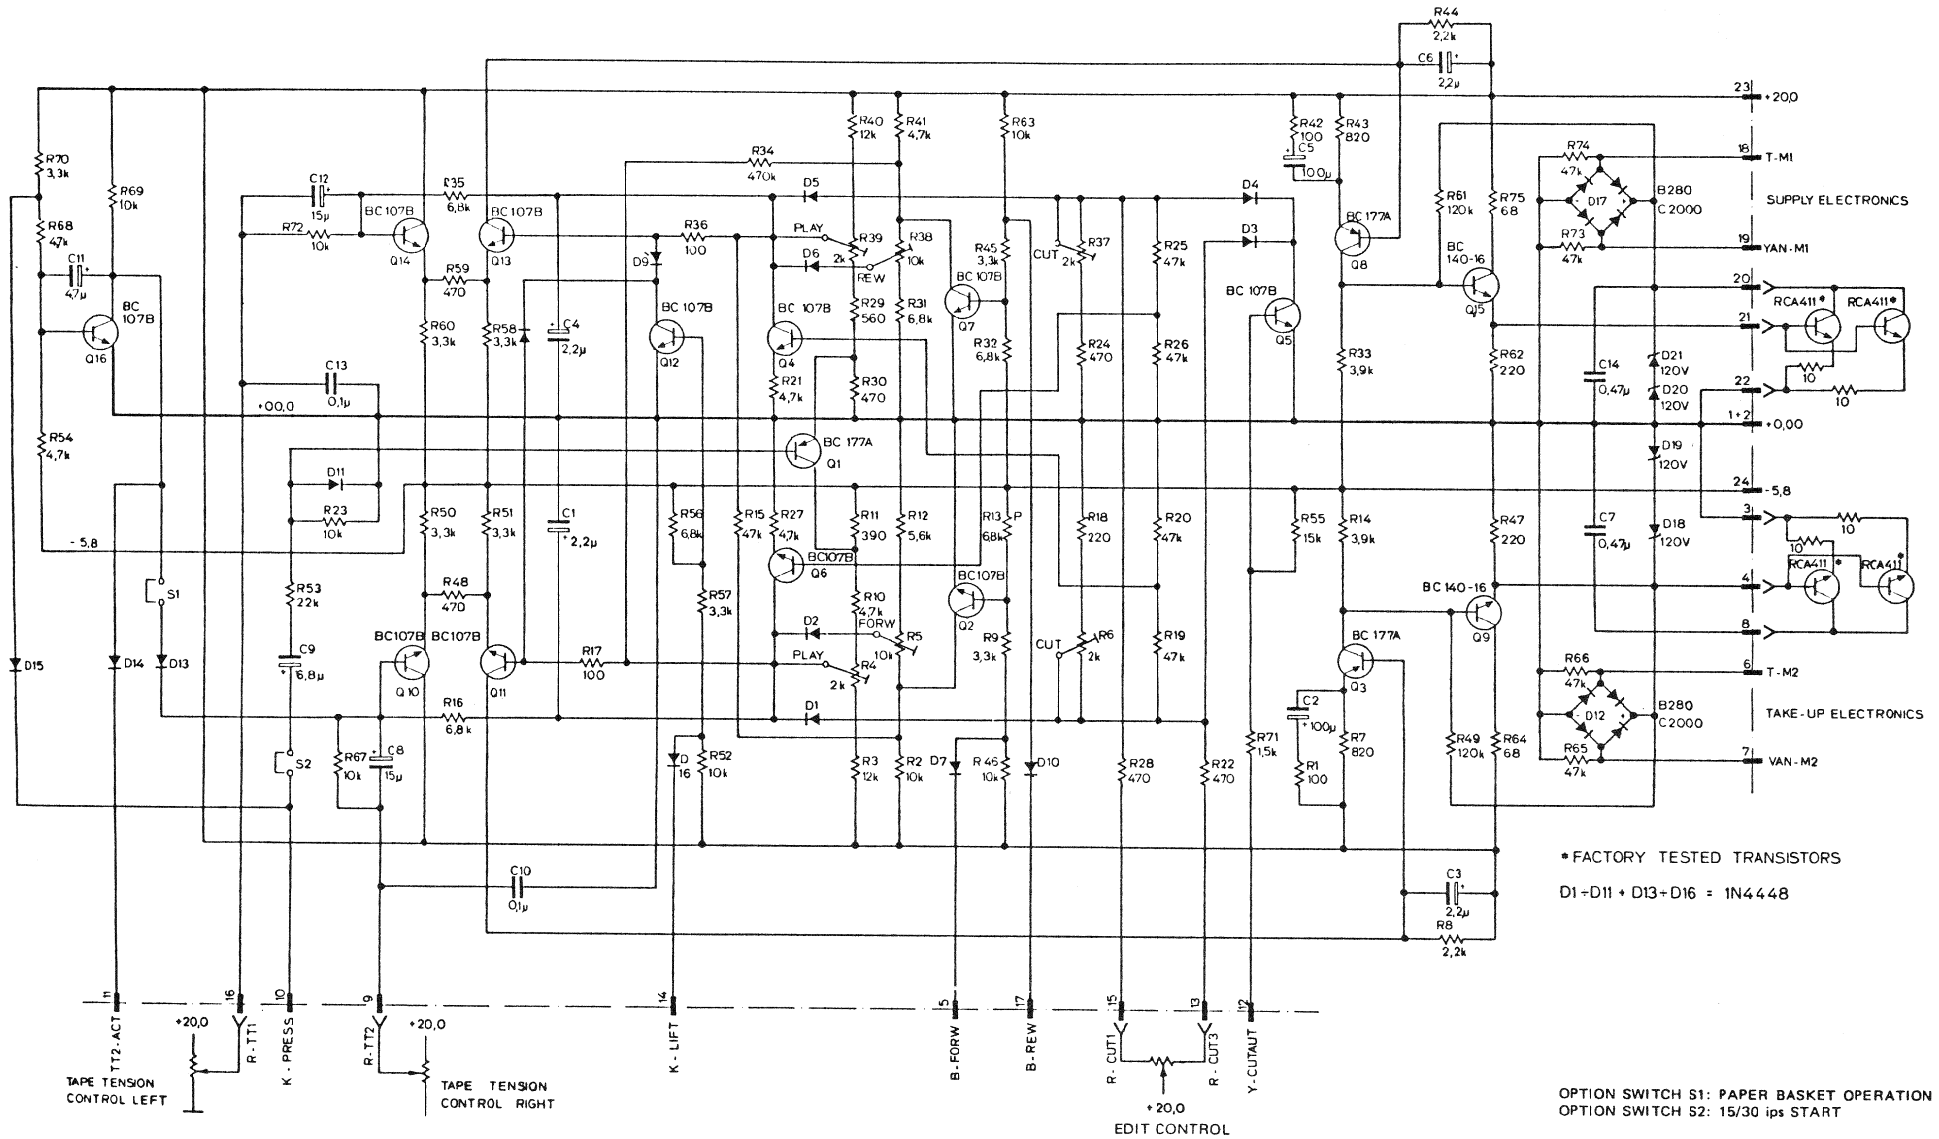 R44
2,2k
C6
2,2µ
23
+20,0
R70
3,3k
R69
10k
R68
47k
C11
4,7µ
BC
107B
Q16
R54
4,7k
C12
15µ
R72
10k
R35
6,8k
BC107B
Q14
BC107B
Q13
R59
470
R60
3,3k
R58
3,3k
C13
0,1µ
+00,0
C4
2,2µ
R34
470k
R36
100
D9
BC107B
Q12
D5
PLAY
R39
2k
D6
REW
R38
10k
R40
12k
R41
4,7k
R63
10k
R45
3,3k
BC107B
Q7
BC107B
Q4
R29
560
R31
6,8k
R32
6,8k
R21
4,7k
R30
470
BC 177A
Q1
CUT
R37
2k
R25
47k
R24
470
R26
47k
D4
D3
BC 107B
Q5
R42
100
C5
100µ
R43
820
BC 177A
Q8
R33
3,9k
R61
120k
R75
68
BC
140-16
Q15
R62
220
R74
47k
D17
- +
B280
C2000
R73
47k
18
T-M1
SUPPLY ELECTRONICS
19
YAN-M1
20
RCA411*
RCA411*
21
10
22
10
C14
0,47µ
D21
120V
D20
120V
1+2
+0,00
D19
120V
24
-5,8
D11
R23
10k
-5,8
R53
22k
C9
6,8µ
S1
S2
D15
D14
D13
R50
3,3k
R51
3,3k
R48
470
BC107B
Q10
BC107B
Q11
R16
6,8k
R67
10k
C8
15µ
C1
2,2µ
R17
100
R56
6,8k
R57
3,3k
R15
47k
R27
4,7k
BC107B
Q6
R11
390
R12
5,6k
R13
P
6,8k
R10
4,7k
FORW
D2
PLAY
R5
10k
R4
2k
D1
BC107B
Q2
R9
3,3k
R18
220
R20
47k
CUT
R6
2k
R19
47k
R55
15k
R14
3,9k
BC 177A
Q3
C2
100µ
R7
820
R1
100
R71
1,5k
R47
220
BC140-16
Q9
R49
120k
R64
68
C7
0,47µ
D18
120V
3
10
10
4
RCA411
*
RCA411
*
8
R66
47k
D12
- +
B280
C2000
R65
47k
6
T-M2
TAKE-UP ELECTRONICS
7
VAN-M2
D
16
R52
10k
R3
12k
R2
10k
D7
R46
10k
D10
R28
470
R22
470
C10
0,1µ
C3
2,2µ
R8
2,2k
* FACTORY TESTED TRANSISTORS
D1÷D11 + D13÷D16 = 1N4448
11
TT2-ACT
16
R-TT1
10
K-PRESS
9
R-TT2
14
K-LIFT
5
B-FORW
17
B-REW
15
R-CUT1
13
R-CUT3
12
Y-CUTAUT
+20,0
TAPE TENSION
CONTROL LEFT
+20,0
TAPE TENSION
CONTROL RIGHT
+20,0
EDIT CONTROL
OPTION SWITCH S1: PAPER BASKET OPERATION
OPTION SWITCH S2: 15/30 ips START